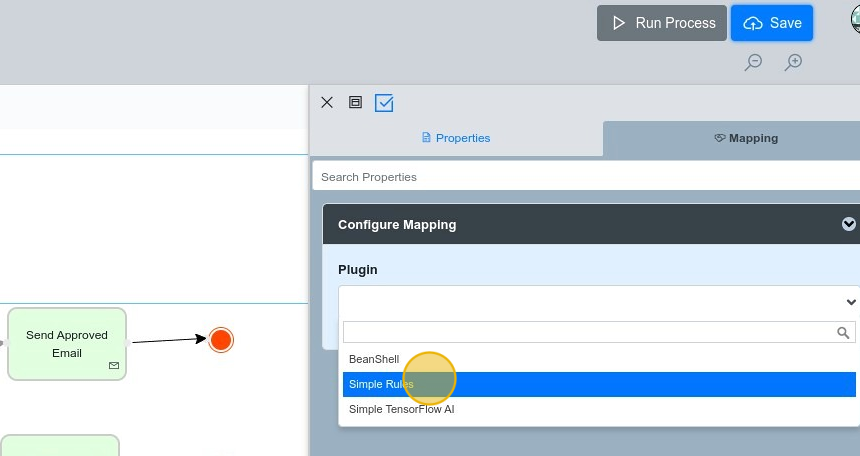 Run Process
Save
Properties
Mapping
Search Properties
Configure Mapping
Plugin
Send Approved
Email
BeanShell
Simple Rules
Simple TensorFlow AI